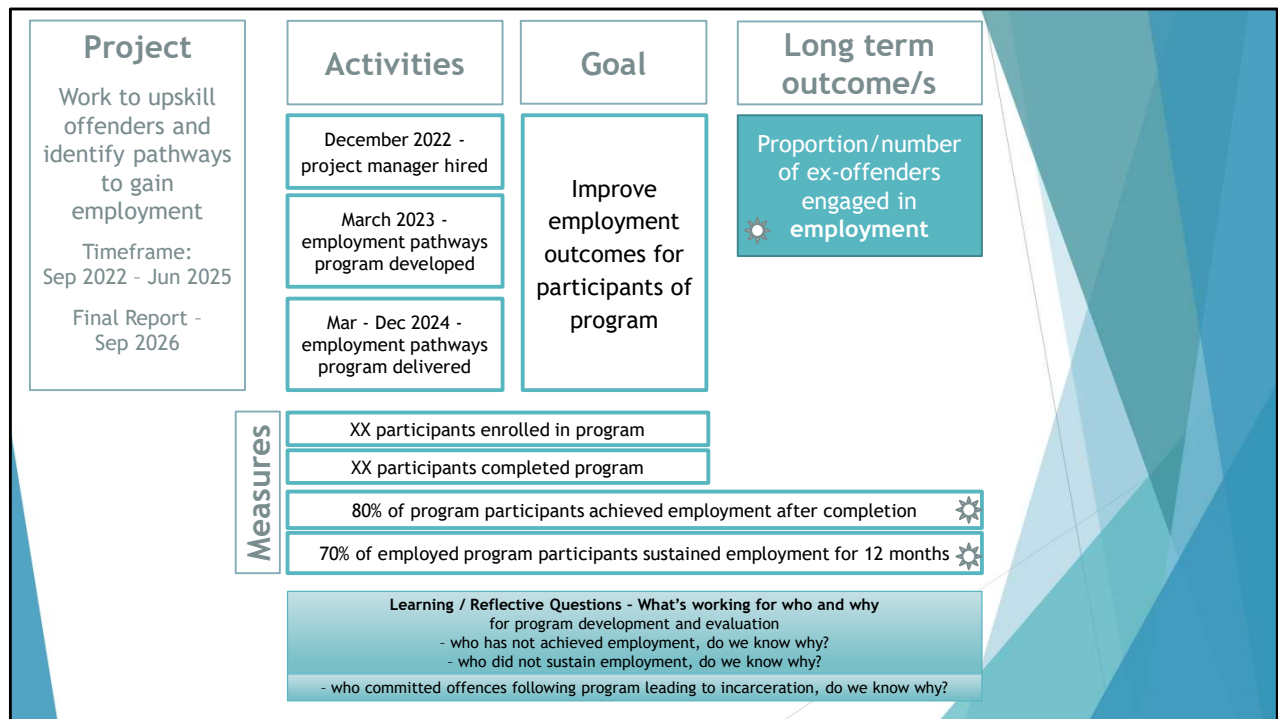 Project
Work to upskill
offenders and
identify pathways
to gain
employment
Timeframe:
Sep 2022 – Jun 2025
Final Report –
Sep 2026
Activities
December 2022 -
project manager hired
March 2023 -
employment pathways
program developed
Mar - Dec 2024 -
employment pathways
program delivered
Goal
Improve
employment
outcomes for
participants of
program
Long term
outcome/s
Proportion/number
of ex-offenders
engaged in
employment
Measures
XX participants enrolled in program
XX participants completed program
80% of program participants achieved employment after completion
70% of employed program participants sustained employment for 12 months
Learning / Reflective Questions – What's working for who and why
for program development and evaluation
– who has not achieved employment, do we know why?
– who did not sustain employment, do we know why?
– who committed offences following program leading to incarceration, do we know why?